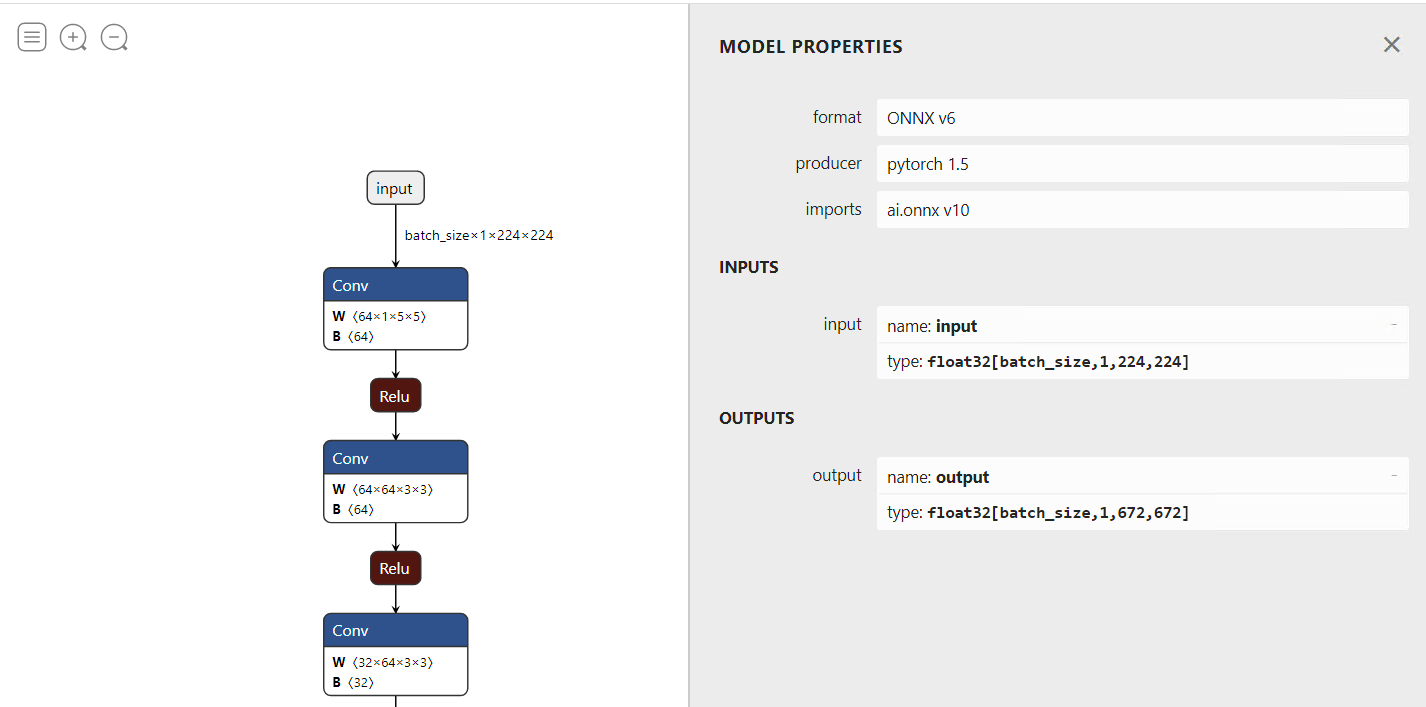 input
batch_size×1×224×224
Conv
W ⟨64×1×5×5⟩
B ⟨64⟩
Relu
Conv
W ⟨64×64×3×3⟩
B ⟨64⟩
Relu
Conv
W ⟨32×64×3×3⟩
B ⟨32⟩
MODEL PROPERTIES
format ONNX v6
producer pytorch 1.5
imports ai.onnx v10
INPUTS
input name: input -
type: float32[batch_size,1,224,224]
OUTPUTS
output name: output -
type: float32[batch_size,1,672,672]